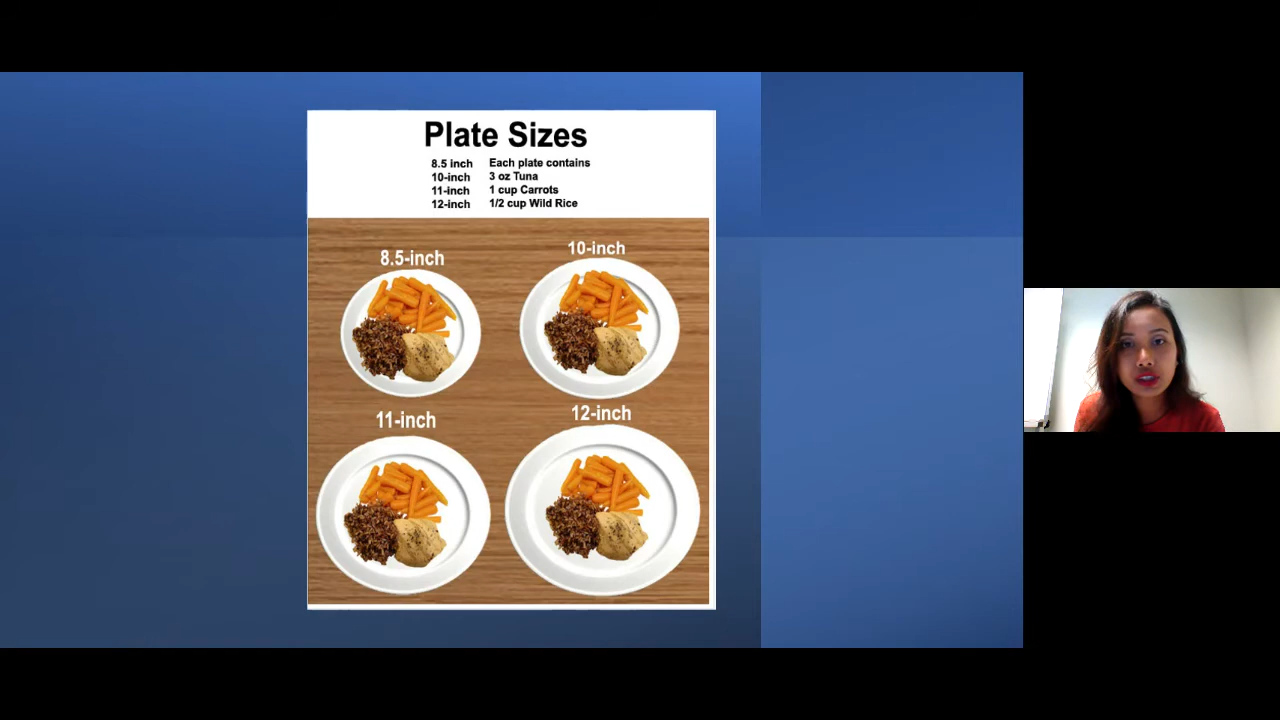 Plate Sizes
8.5 inch Each plate contains
10-inch 3 oz Tuna
11-inch 1 cup Carrots
12-inch 1/2 cup Wild Rice
8.5-inch
10-inch
11-inch
12-inch